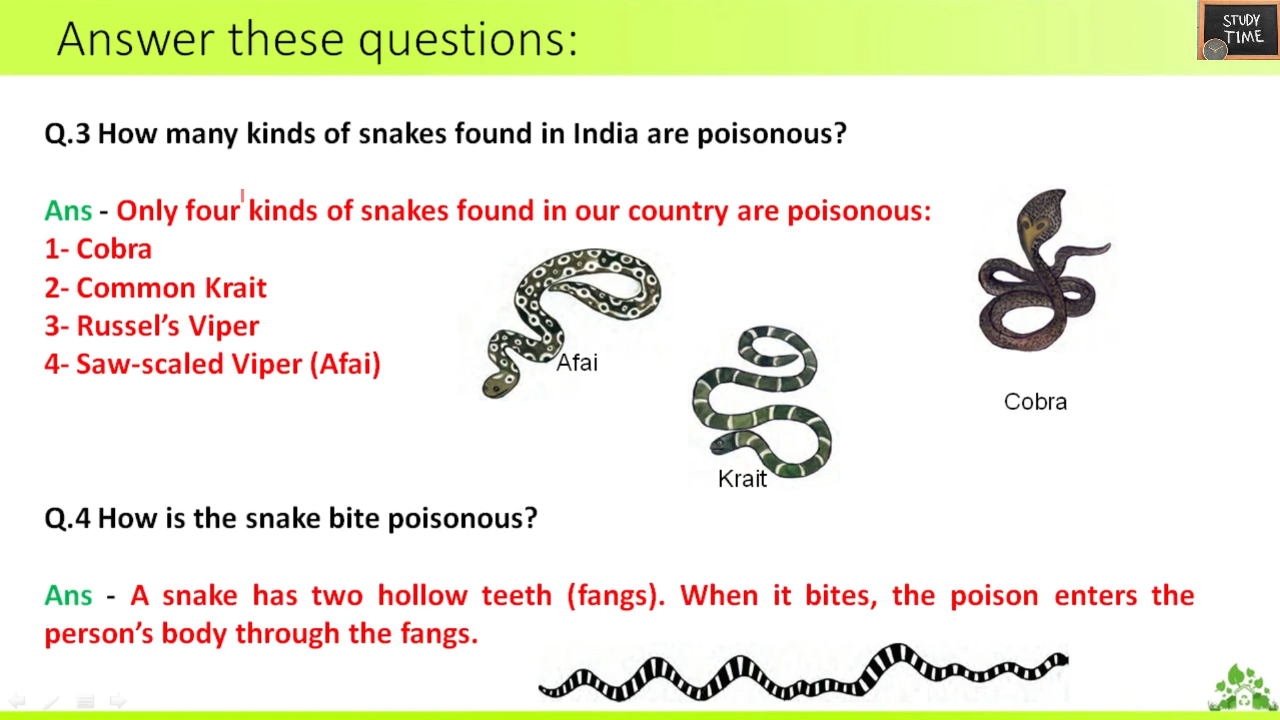 Answer these questions:
STUDY
TIME
Q.3 How many kinds of snakes found in India are poisonous?
Ans - Only four kinds of snakes found in our country are poisonous:
1- Cobra
2- Common Krait
3- Russel’s Viper
4- Saw-scaled Viper (Afai)
Afai
Cobra
Krait
Q.4 How is the snake bite poisonous?
Ans - A snake has two hollow teeth (fangs). When it bites, the poison enters the
person’s body through the fangs.